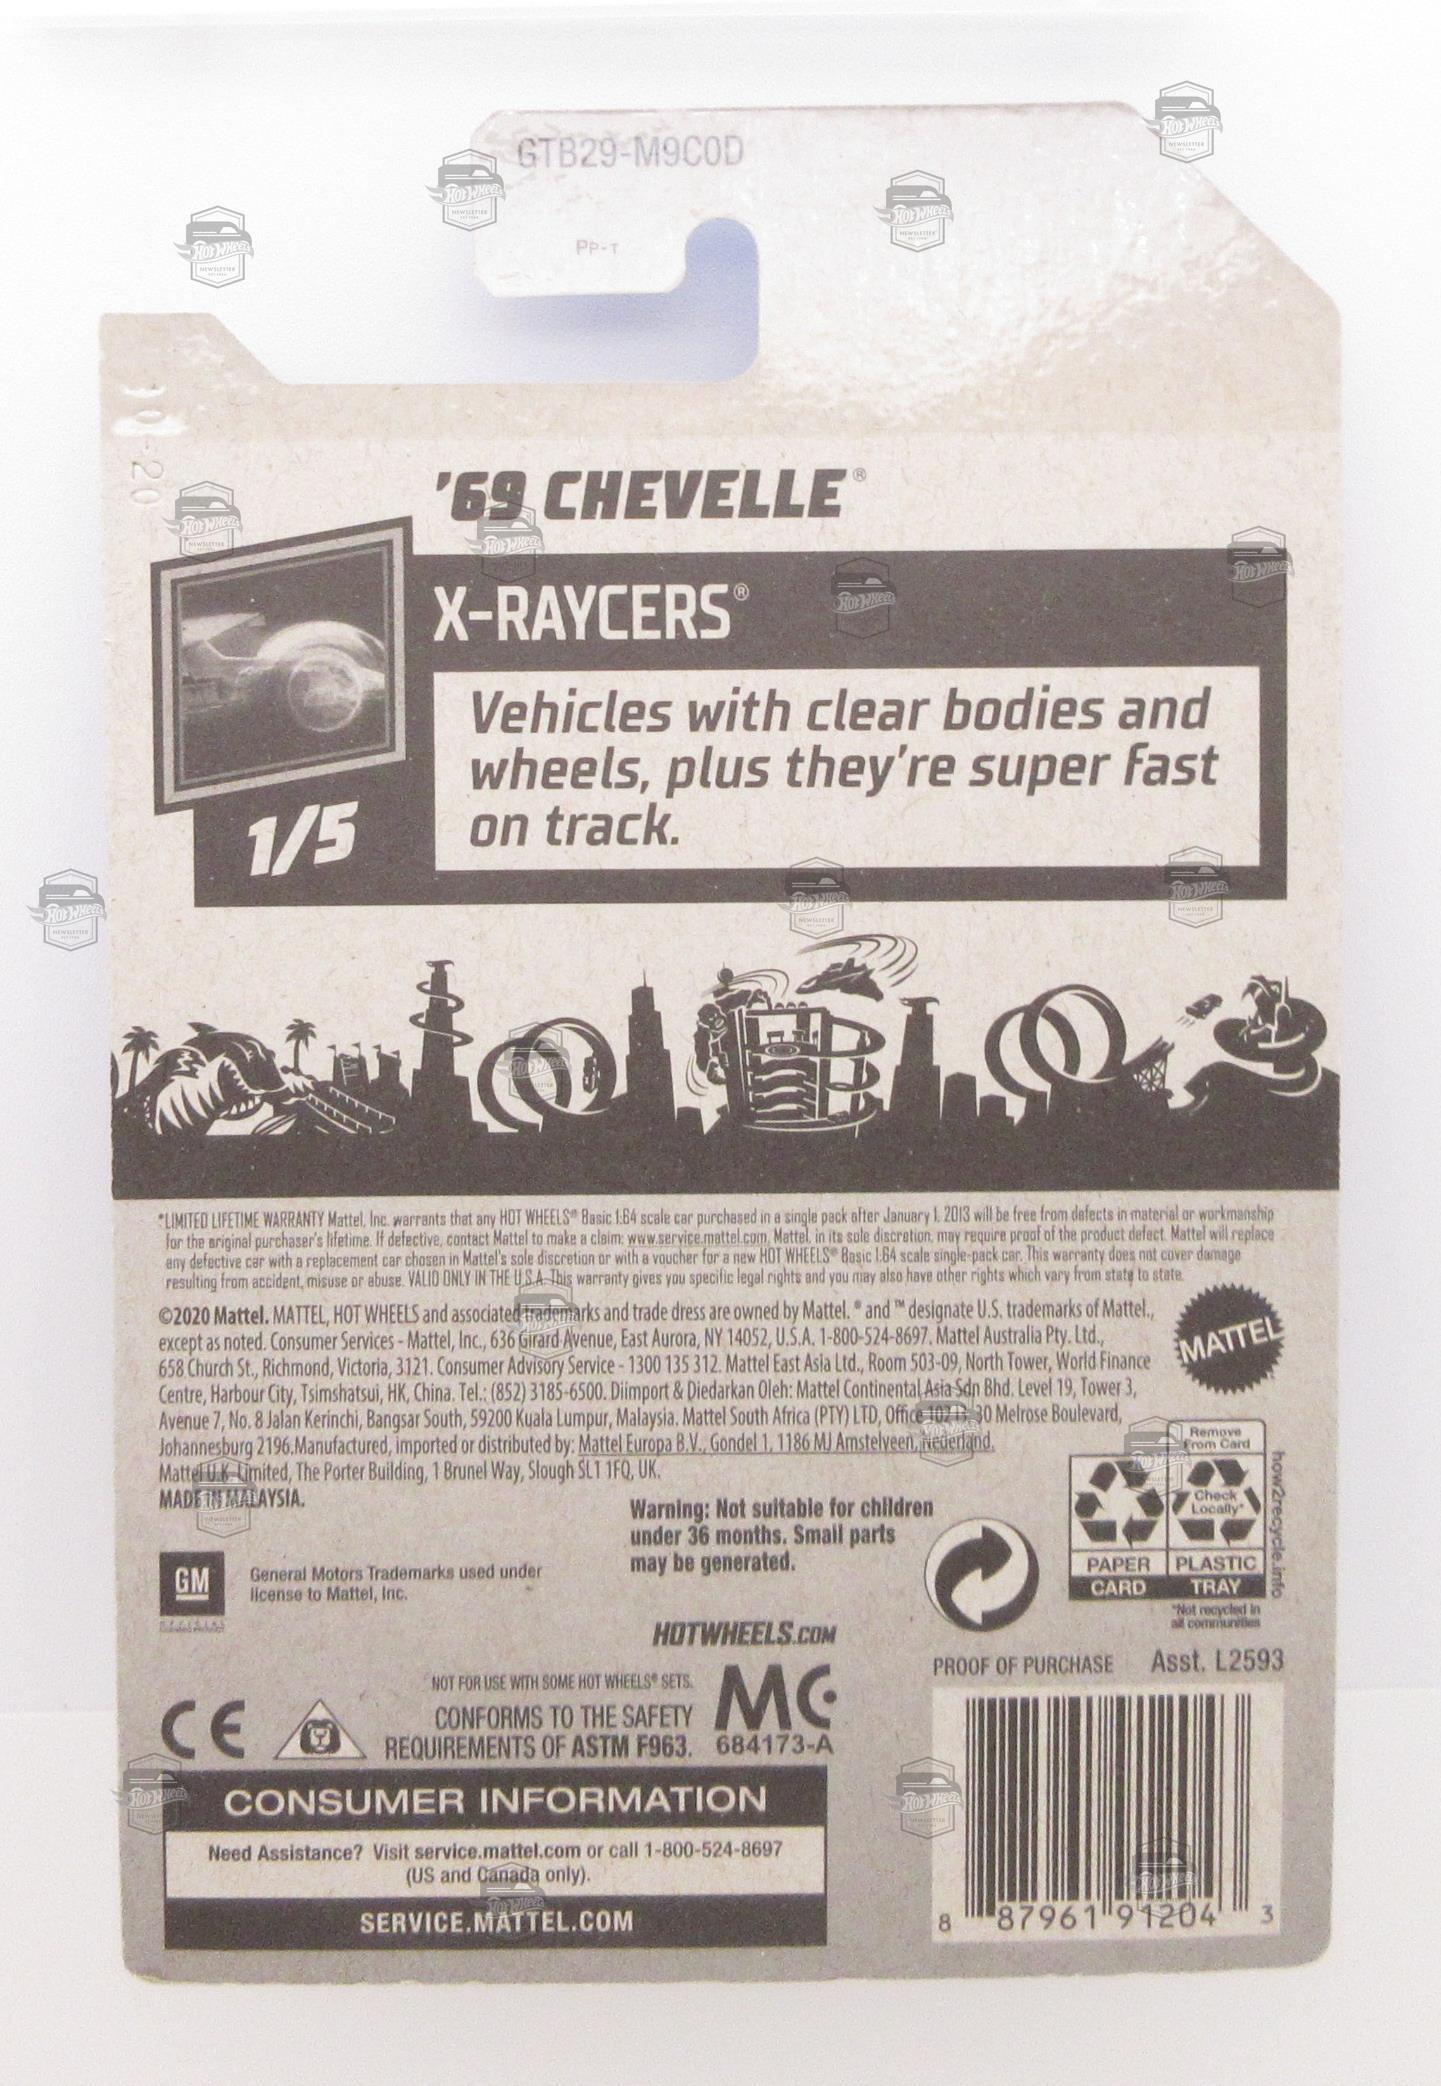 GTB29-M9C0D
PP-T
10-20
'69 CHEVELLE®
X-RAYCERS®
Vehicles with clear bodies and
wheels, plus they're super fast
on track.
1/5
*LIMITED LIFETIME WARRANTY Mattel, Inc. warrants that any HOT WHEELS® Basic 1:64 scale car purchased in a single pack after January 1, 2013 will be free from defects in material or workmanship
for the original purchaser's lifetime. If defective, contact Mattel to make a claim: www.service.mattel.com. Mattel, in its sole discretion, may require proof of the product defect. Mattel will replace
any defective car with a replacement car chosen in Mattel's sole discretion or with a voucher for a new HOT WHEELS® Basic 1:64 scale single-pack car. This warranty does not cover damage
resulting from accident, misuse or abuse. VALID ONLY IN THE U.S.A. This warranty gives you specific legal rights and you may also have other rights which vary from state to state.
©2020 Mattel. MATTEL, HOT WHEELS and associated trademarks and trade dress are owned by Mattel. ® and ™ designate U.S. trademarks of Mattel.,
except as noted. Consumer Services - Mattel, Inc., 636 Girard Avenue, East Aurora, NY 14052, U.S.A. 1-800-524-8697. Mattel Australia Pty. Ltd.,
658 Church St., Richmond, Victoria, 3121. Consumer Advisory Service - 1300 135 312. Mattel East Asia Ltd., Room 503-09, North Tower, World Finance
Centre, Harbour City, Tsimshatsui, HK, China. Tel.: (852) 3185-6500. Diimport & Diedarkan Oleh: Mattel Continental Asia Sdn Bhd. Level 19, Tower 3,
Avenue 7, No. 8 Jalan Kerinchi, Bangsar South, 59200 Kuala Lumpur, Malaysia. Mattel South Africa (PTY) LTD, Office 30 Melrose Boulevard,
Johannesburg 2196.Manufactured, imported or distributed by: Mattel Europa B.V., Gondel 1, 1186 MJ Amstelveen, Nederland.
Mattel U.K. Limited, The Porter Building, 1 Brunel Way, Slough SL1 1FQ, UK.
MADE IN MALAYSIA.
MATTEL
Remove
From Card
Check
Locally*
PAPER
PLASTIC
CARD
TRAY
*Not recycled in
all communities
how2recycle.info
Warning: Not suitable for children
under 36 months. Small parts
may be generated.
GM
OFFICIAL
LICENSED PRODUCT
General Motors Trademarks used under
license to Mattel, Inc.
HOTWHEELS.COM
NOT FOR USE WITH SOME HOT WHEELS® SETS.
CE
CONFORMS TO THE SAFETY
REQUIREMENTS OF ASTM F963.
MC
684173-A
PROOF OF PURCHASE
Asst. L2593
8 87961 91204 3
CONSUMER INFORMATION
Need Assistance? Visit service.mattel.com or call 1-800-524-8697
(US and Canada only).
SERVICE.MATTEL.COM
HOT WHEELS
NEWSLETTER